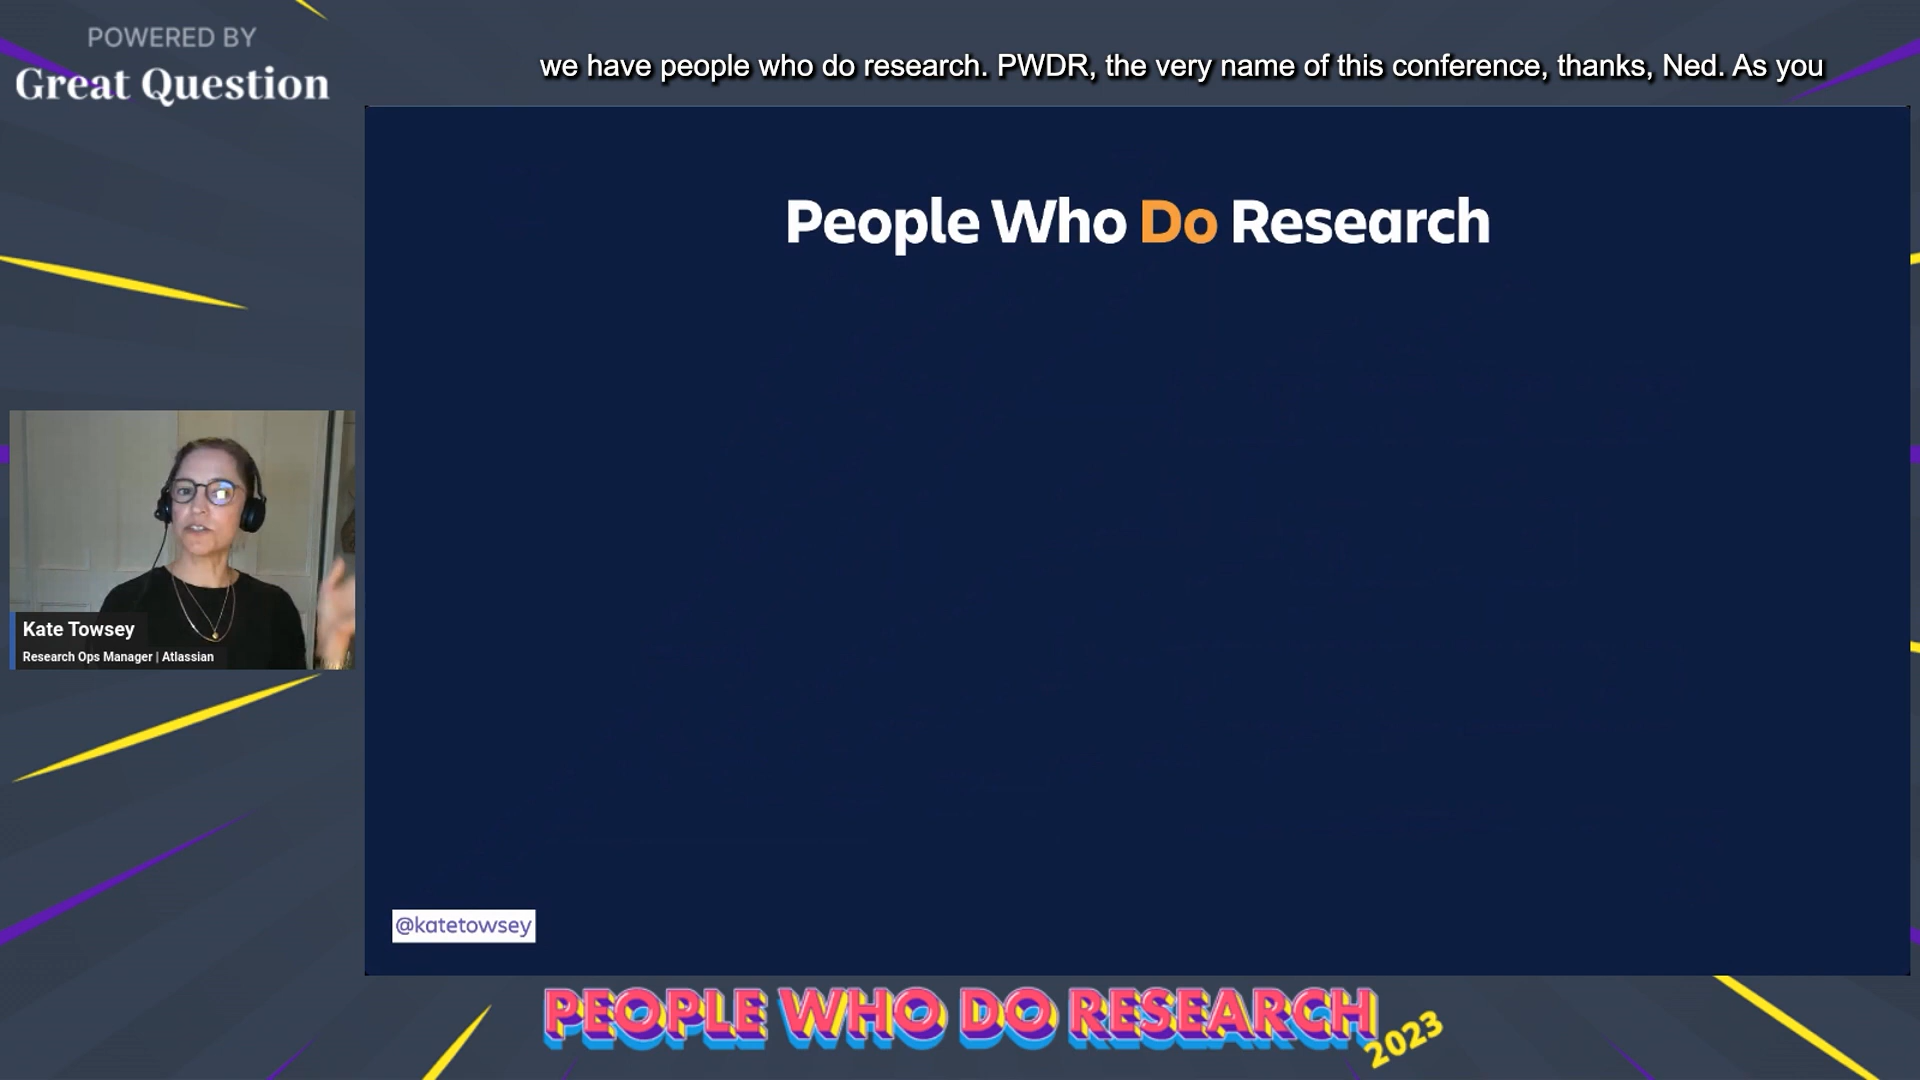 POWERED BY
Great Question
we have people who do research. PWDR, the very name of this conference, thanks, Ned. As you
People Who Do Research
Kate Towsey
Research Ops Manager | Atlassian
@katetowsey
PEOPLE WHO DO RESEARCH
2023